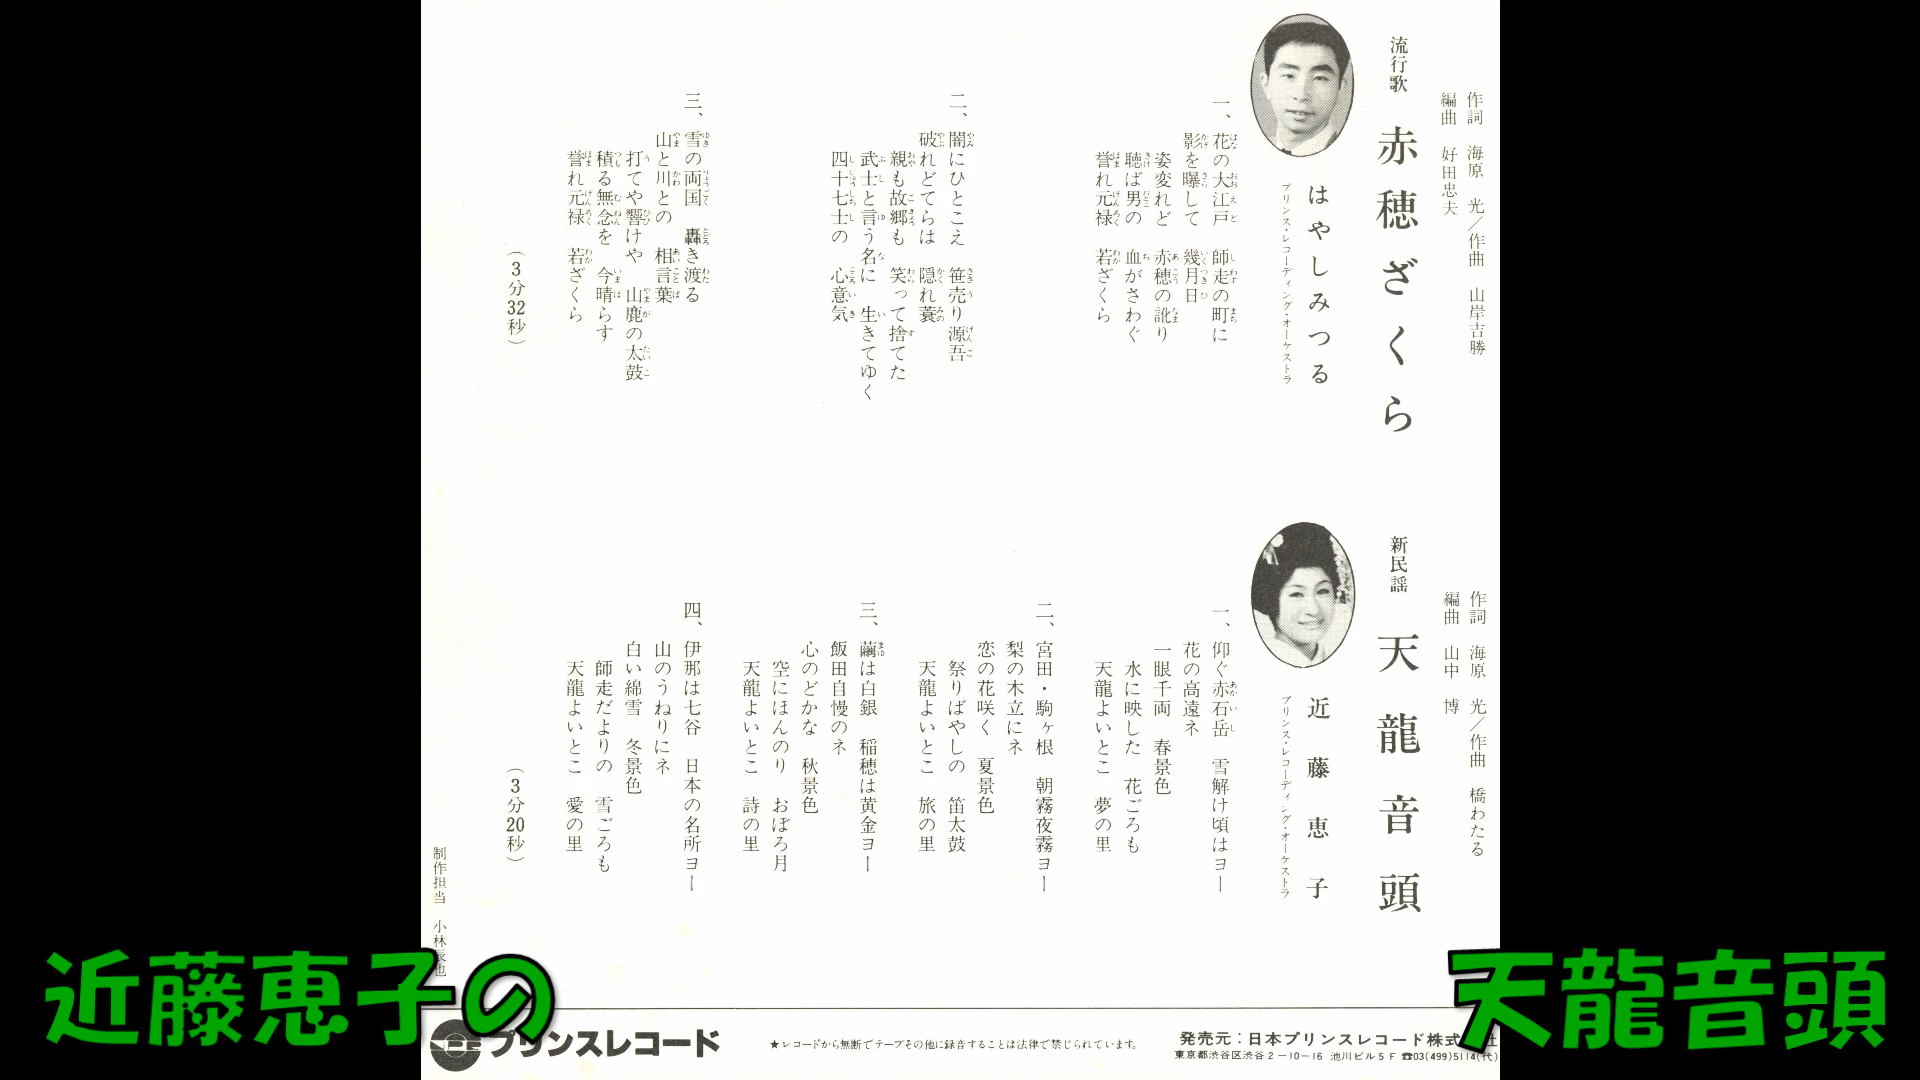 作詞 海原 光／作曲 山岸吉勝
編曲 好田忠夫
流行歌 赤穂ざくら
はやしみつる
プリンス・レコーディング・オーケストラ
一、花の大江戸 師走の町に
影を曝して 幾月日
姿変れど 赤穂の訛り
聴ば男の 血がさわぐ
誉れ元禄 若ざくら
二、闇にひとこえ 笹売り源吾
破れどてらは 隠れ蓑
親も故郷も 笑って捨てた
武士と言う名に 生きてゆく
四十七士の 心意気
三、雪の両国 轟き渡る
山と川との 相言葉
打てや響けや 山鹿の太鼓
積る無念を 今晴らす
誉れ元禄 若ざくら
（3分32秒）
作詞 海原 光／作曲 橋わたる
編曲 山中 博
新民謡 天龍音頭
近藤恵子
プリンス・レコーディング・オーケストラ
一、仰ぐ赤石岳 雪解け頃はヨー
花の高遠ネ
一眼千両 春景色
水に映した 花ごろも
天龍よいとこ 夢の里
二、宮田・駒ヶ根 朝霧夜霧ヨー
梨の木立にネ
恋の花咲く 夏景色
祭りばやしの 笛太鼓
天龍よいとこ 旅の里
三、繭は白銀 稲穂は黄金ヨー
飯田自慢のネ
心のどかな 秋景色
空にほんのり おぼろ月
天龍よいとこ 詩の里
四、伊那は七谷 日本の名所ヨー
山のうねりにネ
白い綿雪 冬景色
師走だよりの 雪ごろも
天龍よいとこ 愛の里
（3分20秒）
制作担当 小林辰也
プリンスレコード
★レコードから無断でテープその他に録音することは法律で禁じられています。
発売元：日本プリンスレコード株式会社
東京都渋谷区渋谷2-10-16 池川ビル5F ☎03(499)5114(代)
近藤恵子の
天龍音頭